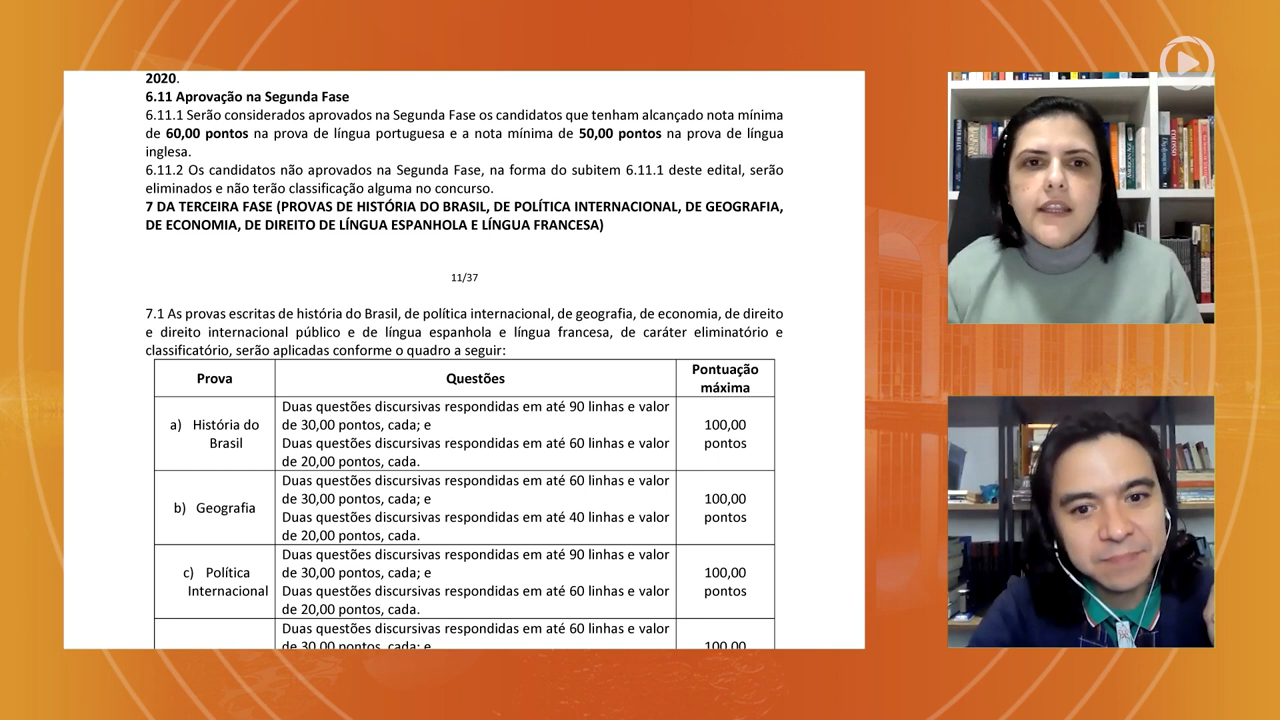 2020.
6.11 Aprovação na Segunda Fase
6.11.1 Serão considerados aprovados na Segunda Fase os candidatos que tenham alcançado nota mínima
de 60,00 pontos na prova de língua portuguesa e a nota mínima de 50,00 pontos na prova de língua
inglesa.
6.11.2 Os candidatos não aprovados na Segunda Fase, na forma do subitem 6.11.1 deste edital, serão
eliminados e não terão classificação alguma no concurso.
7 DA TERCEIRA FASE (PROVAS DE HISTÓRIA DO BRASIL, DE POLÍTICA INTERNACIONAL, DE GEOGRAFIA,
DE ECONOMIA, DE DIREITO DE LÍNGUA ESPANHOLA E LÍNGUA FRANCESA)
11/37
7.1 As provas escritas de história do Brasil, de política internacional, de geografia, de economia, de direito
e direito internacional público e de língua espanhola e língua francesa, de caráter eliminatório e
classificatório, serão aplicadas conforme o quadro a seguir:
Prova
Questões
Pontuação
máxima
a) História do
Brasil
Duas questões discursivas respondidas em até 90 linhas e valor
de 30,00 pontos, cada; e
Duas questões discursivas respondidas em até 60 linhas e valor
de 20,00 pontos, cada.
100,00
pontos
b) Geografia
Duas questões discursivas respondidas em até 60 linhas e valor
de 30,00 pontos, cada; e
Duas questões discursivas respondidas em até 40 linhas e valor
de 20,00 pontos, cada.
100,00
pontos
c) Política
Internacional
Duas questões discursivas respondidas em até 90 linhas e valor
de 30,00 pontos, cada; e
Duas questões discursivas respondidas em até 60 linhas e valor
de 20,00 pontos, cada.
100,00
pontos
Duas questões discursivas respondidas em até 60 linhas e valor
de 30,00 pontos, cada; e
100,00